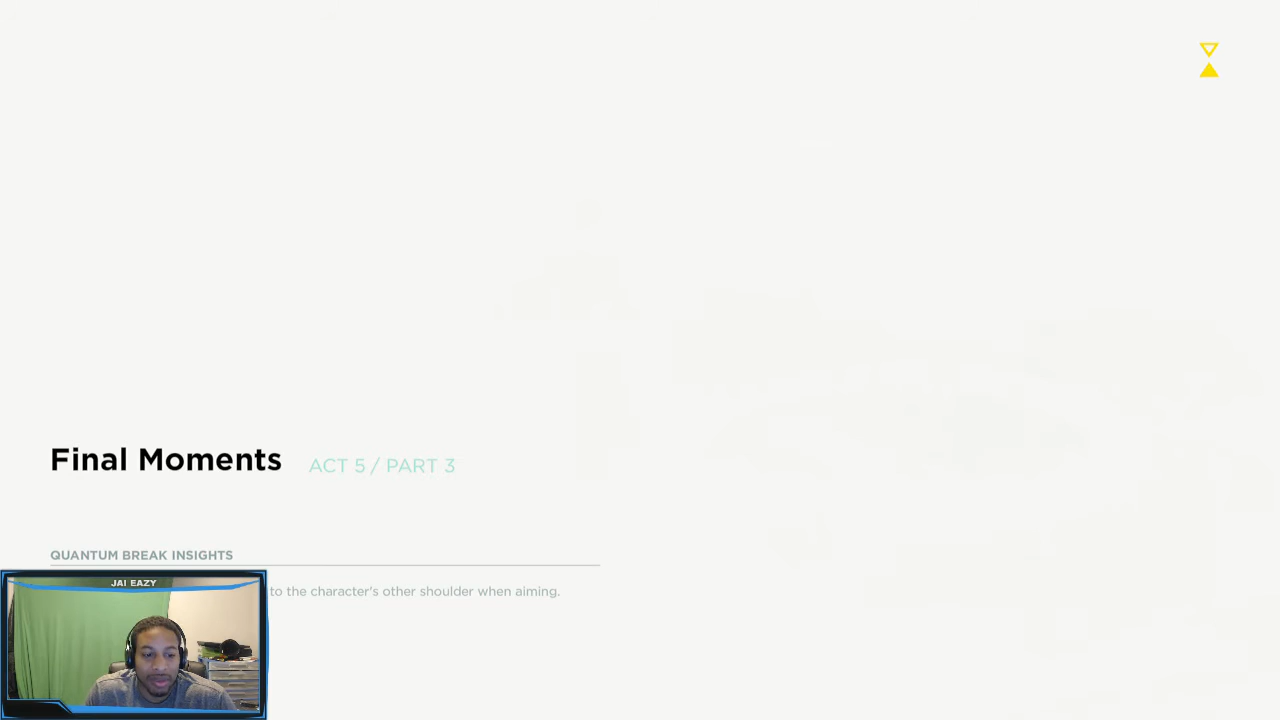 Final Moments ACT 5 / PART 3
QUANTUM BREAK INSIGHTS
to the character's other shoulder when aiming.
JAI EAZY